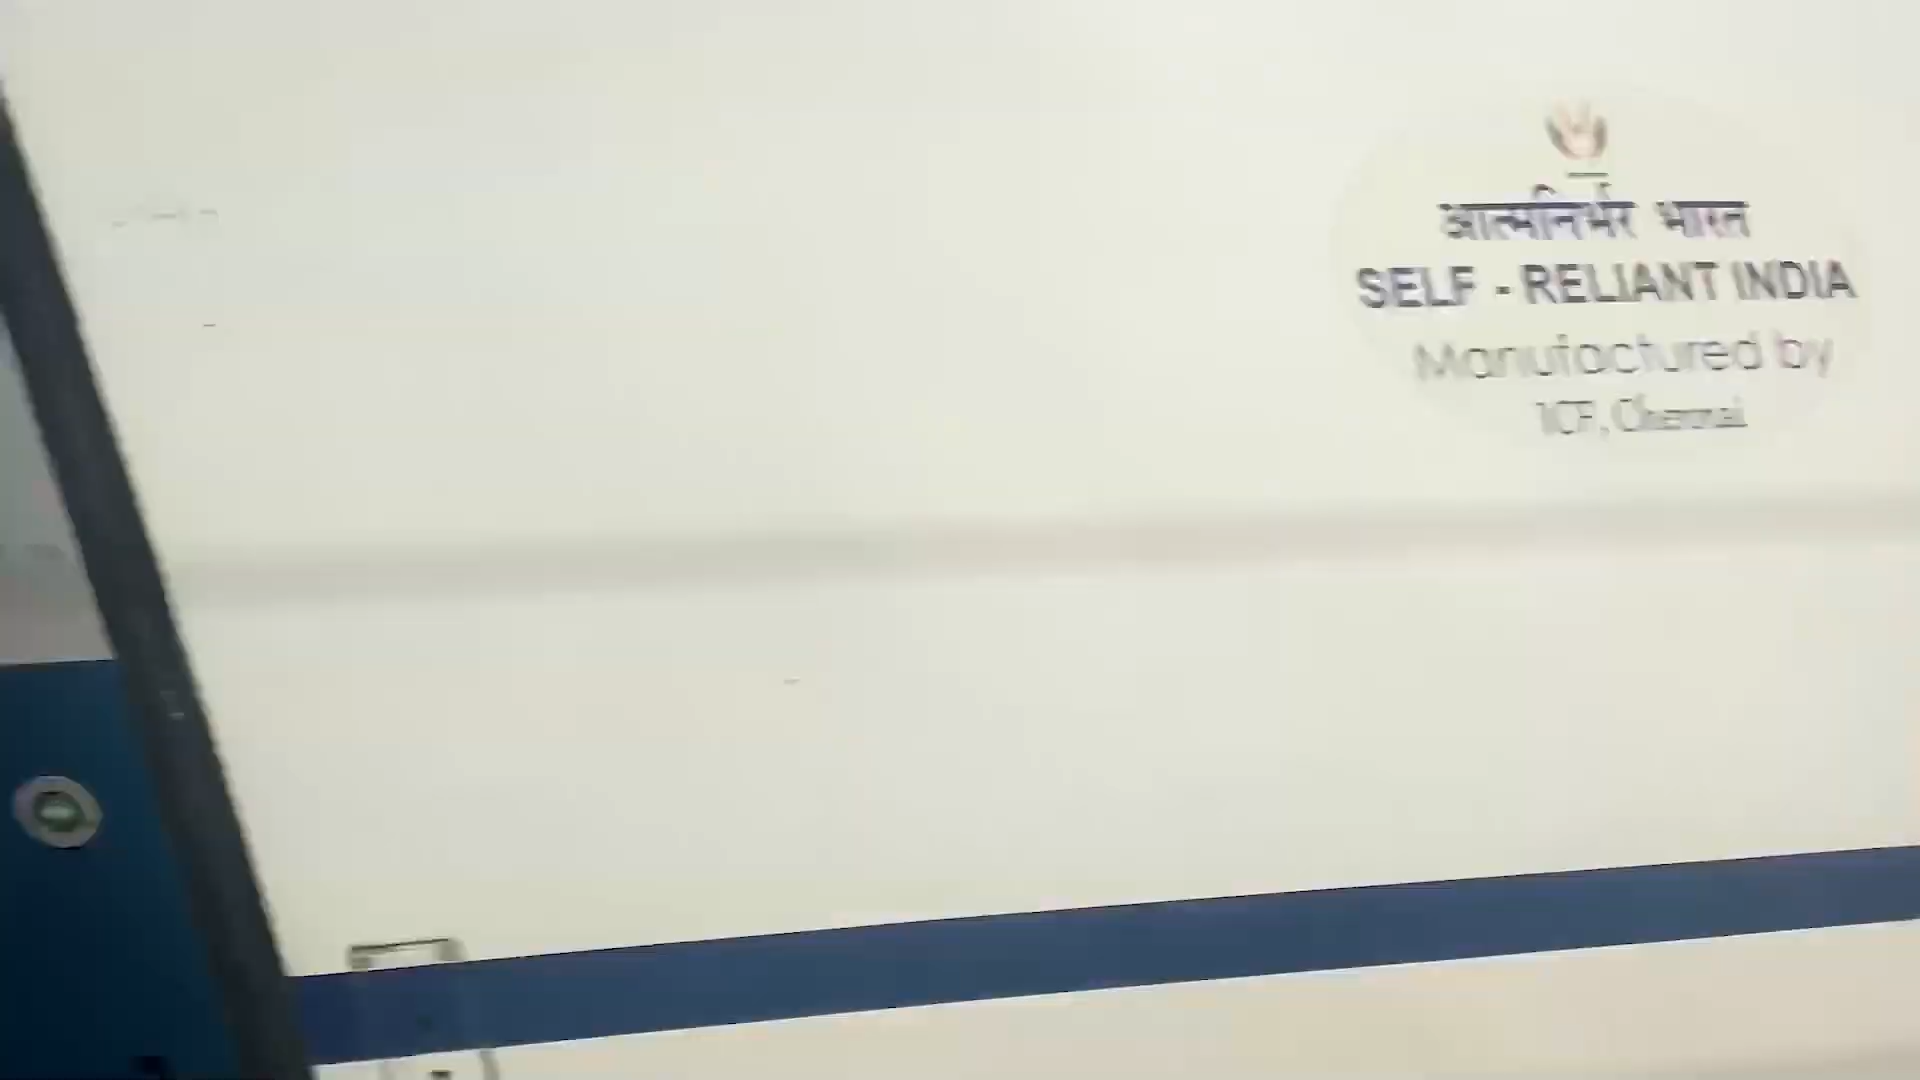 आत्मनिर्भर भारत
SELF - RELIANT INDIA
Manufactured by
ICF, Chennai